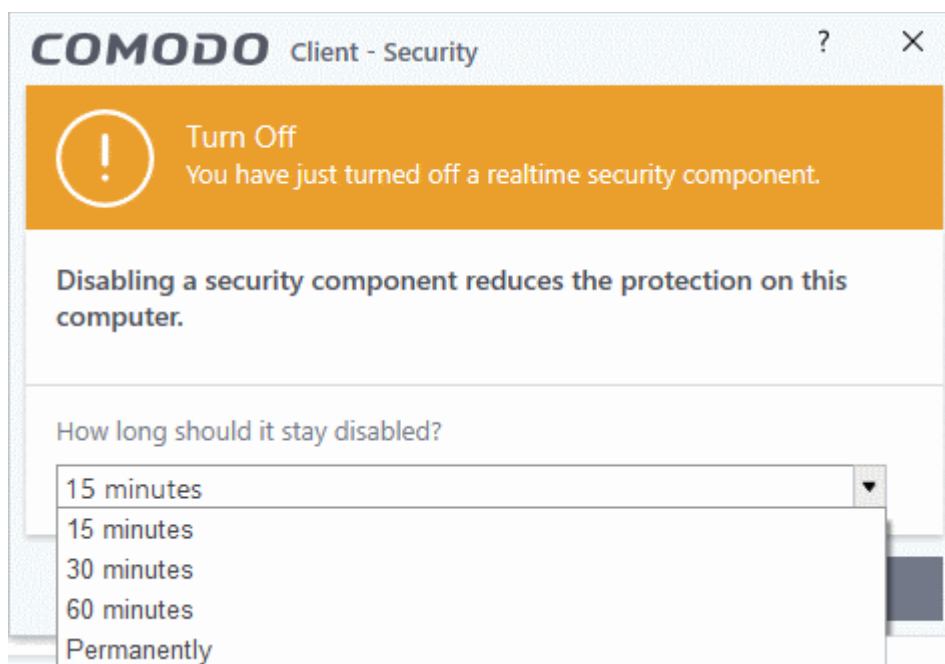 COMODO Client - Security ?
Turn Off
You have just turned off a realtime security component.
Disabling a security component reduces the protection on this
computer.
How long should it stay disabled?
15 minutes
15 minutes
30 minutes
60 minutes
Permanently